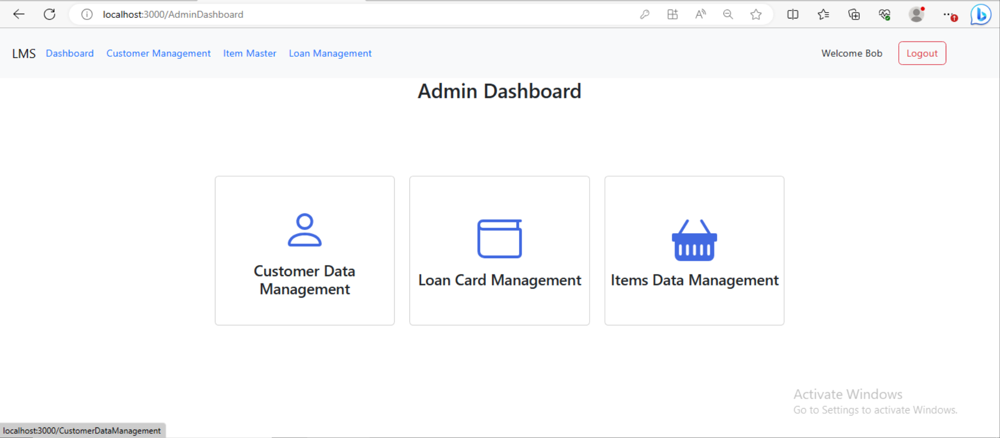 localhost:3000/AdminDashboard
LMS Dashboard Customer Management Item Master Loan Management Welcome Bob Logout
Admin Dashboard
Customer Data
Management
Loan Card Management
Items Data Management
Activate Windows
Go to Settings to activate Windows.
localhost:3000/CustomerDataManagement